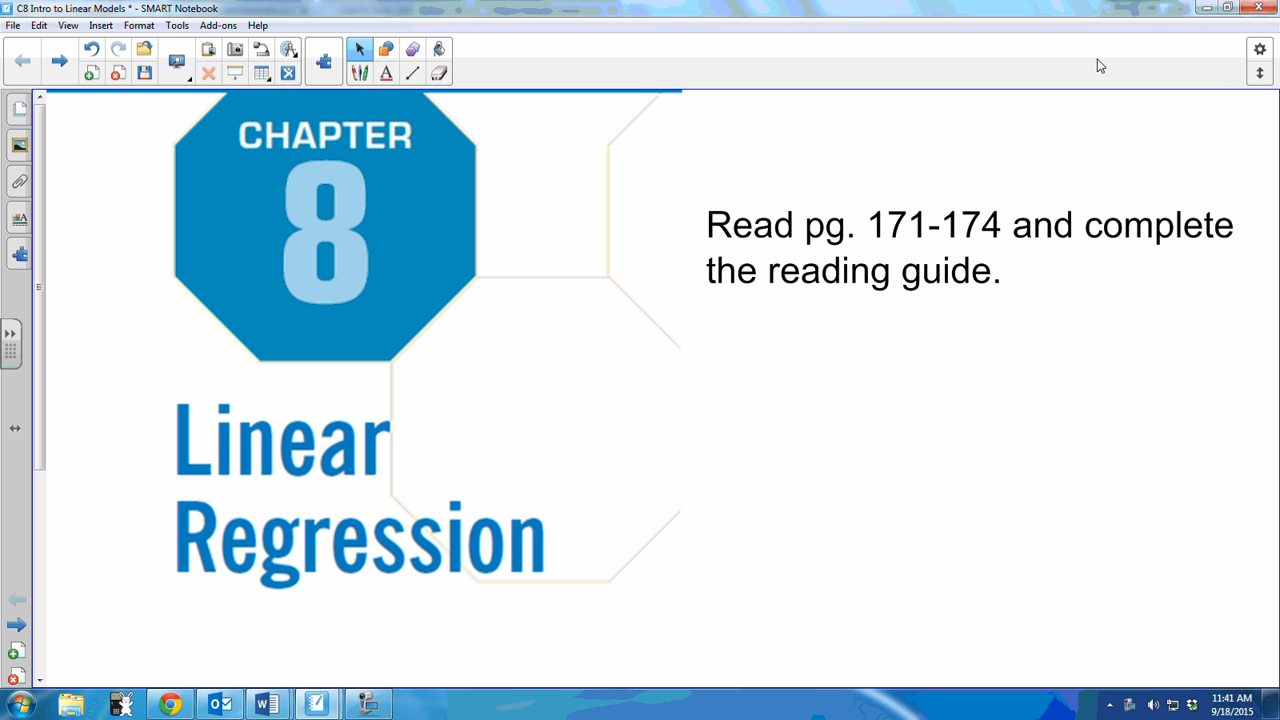 C8 Intro to Linear Models * - SMART Notebook
File Edit View Insert Format Tools Add-ons Help
CHAPTER
8
Linear
Regression
Read pg. 171-174 and complete
the reading guide.
11:41 AM
9/18/2015